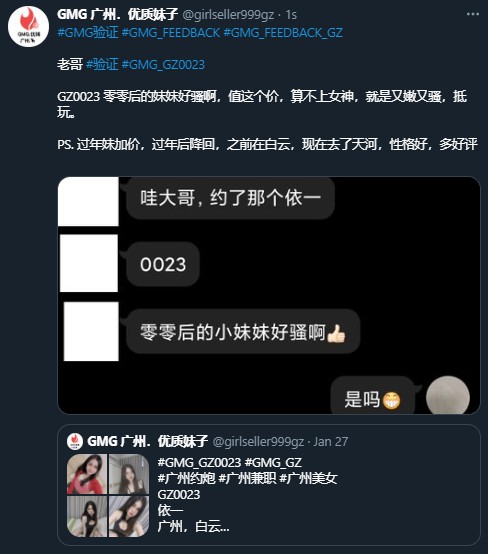 GMG 广州．优质妹子 @girlseller999gz · 1s
#GMG验证 #GMG_FEEDBACK #GMG_FEEDBACK_GZ
老哥 #验证 #GMG_GZ0023
GZ0023 零零后的妹妹好骚啊，值这个价，算不上女神，就是又嫩又骚，抵
玩。
PS. 过年妹加价，过年后降回，之前在白云，现在去了天河，性格好，多好评
哇大哥，约了那个依一
0023
零零后的小妹妹好骚啊👍🏻
是吗😁
GMG 广州．优质妹子 @girlseller999gz · Jan 27
#GMG_GZ0023 #GMG_GZ
#广州约炮 #广州兼职 #广州美女
GZ0023
依一
广州，白云...